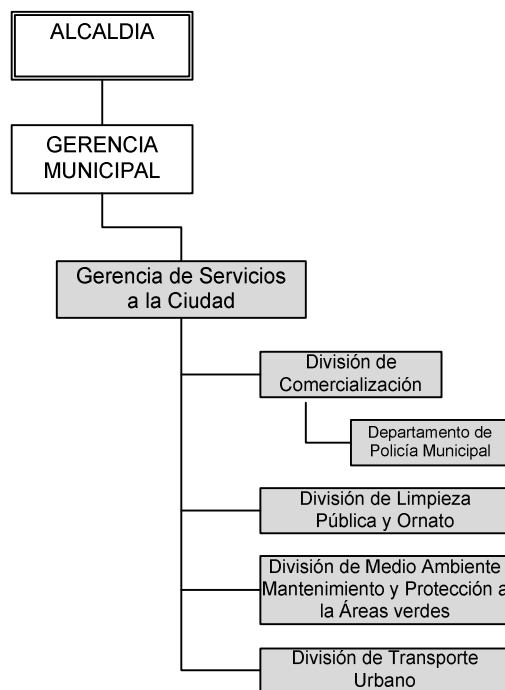 ALCALDIA
GERENCIA
MUNICIPAL
Gerencia de Servicios
a la Ciudad
División de
Comercialización
Departamento de
Policía Municipal
División de Limpieza
Pública y Ornato
División de Medio Ambiente
Mantenimiento y Protección a
la Áreas verdes
División de Transporte
Urbano